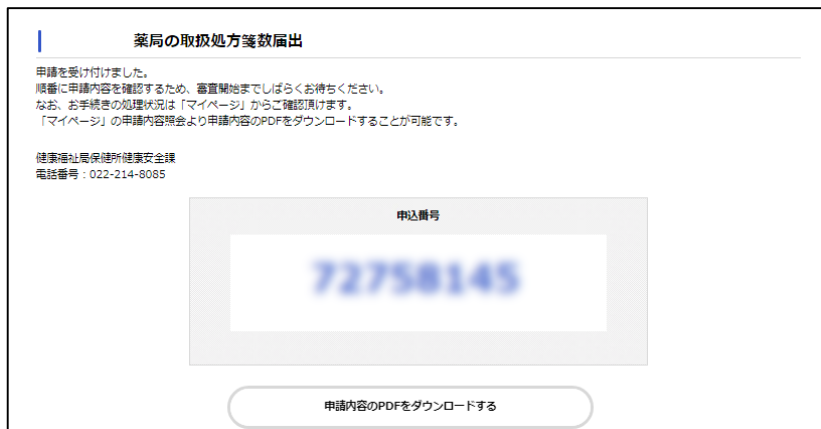 薬局の取扱処方箋数届出
申請を受け付けました。
順番に申請内容を確認するため、審査開始までしばらくお待ちください。
なお、お手続きの処理状況は「マイページ」からご確認頂けます。
「マイページ」の申請内容照会より申請内容のPDFをダウンロードすることが可能です。
健康福祉局保健所健康安全課
電話番号：022-214-8085
申込番号
申請内容のPDFをダウンロードする